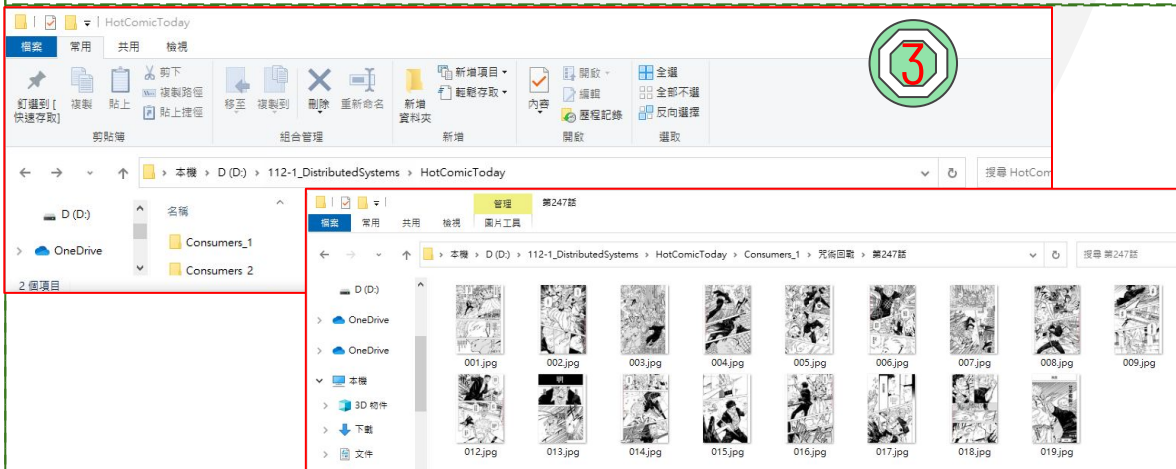 HotComicToday
檔案 常用 共用 檢視
3
釘選到 [
快速存取]
複製
貼上
剪下
複製路徑
貼上捷徑
移至
複製到
刪除
重新命名
新增
資料夾
新增項目
輕鬆存取
內容
開啟
編輯
歷程記錄
全選
全部不選
反向選擇
剪貼簿 組合管理 新增 開啟 選取
本機 › D (D:) › 112-1_DistributedSystems › HotComicToday
搜尋 HotCom
D (D:)
OneDrive
名稱
Consumers_1
Consumers 2
2 個項目
管理 第247話
檔案 常用 共用 檢視 圖片工具
本機 › D (D:) › 112-1_DistributedSystems › HotComicToday › Consumers_1 › 咒術回戰 › 第247話
搜尋 第247話
D (D:)
OneDrive
OneDrive
本機
3D 物件
下載
文件
001.jpg 002.jpg 003.jpg 004.jpg 005.jpg 006.jpg 007.jpg 008.jpg 009.jpg
012.jpg 013.jpg 014.jpg 015.jpg 016.jpg 017.jpg 018.jpg 019.jpg